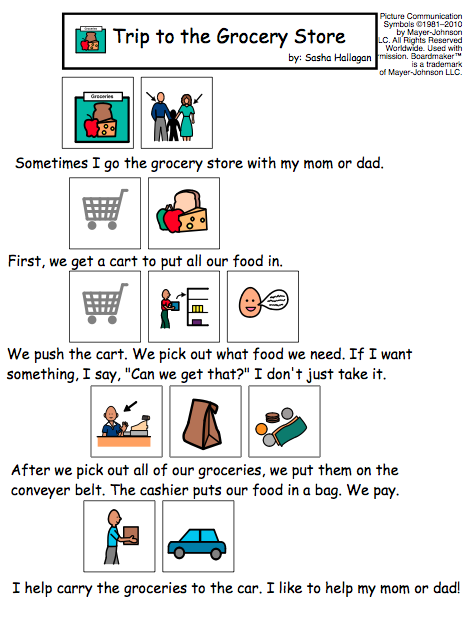 Trip to the Grocery Store
by: Sasha Hallagan
Picture Communication
Symbols ©1981–2010
by Mayer-Johnson
LC. All Rights Reserved
Worldwide. Used with
rmission. Boardmaker™
is a trademark
of Mayer-Johnson LLC.
Groceries
Groceries
Sometimes I go the grocery store with my mom or dad.
First, we get a cart to put all our food in.
We push the cart. We pick out what food we need. If I want
something, I say, "Can we get that?" I don't just take it.
After we pick out all of our groceries, we put them on the
conveyer belt. The cashier puts our food in a bag. We pay.
I help carry the groceries to the car. I like to help my mom or dad!